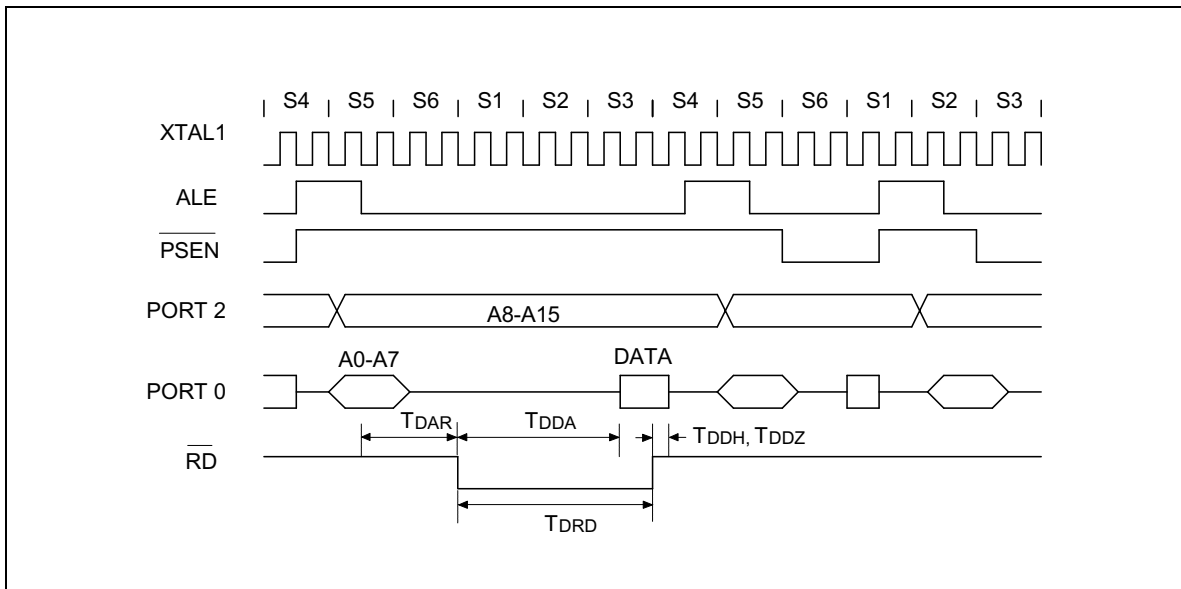 S4 S5 S6 S1 S2 S3 S4 S5 S6 S1 S2 S3
XTAL1
ALE
PSEN
PORT 2
A8-A15
A0-A7 DATA
PORT 0
TDAR TDDA TDDH, TDDZ
RD
TDRD